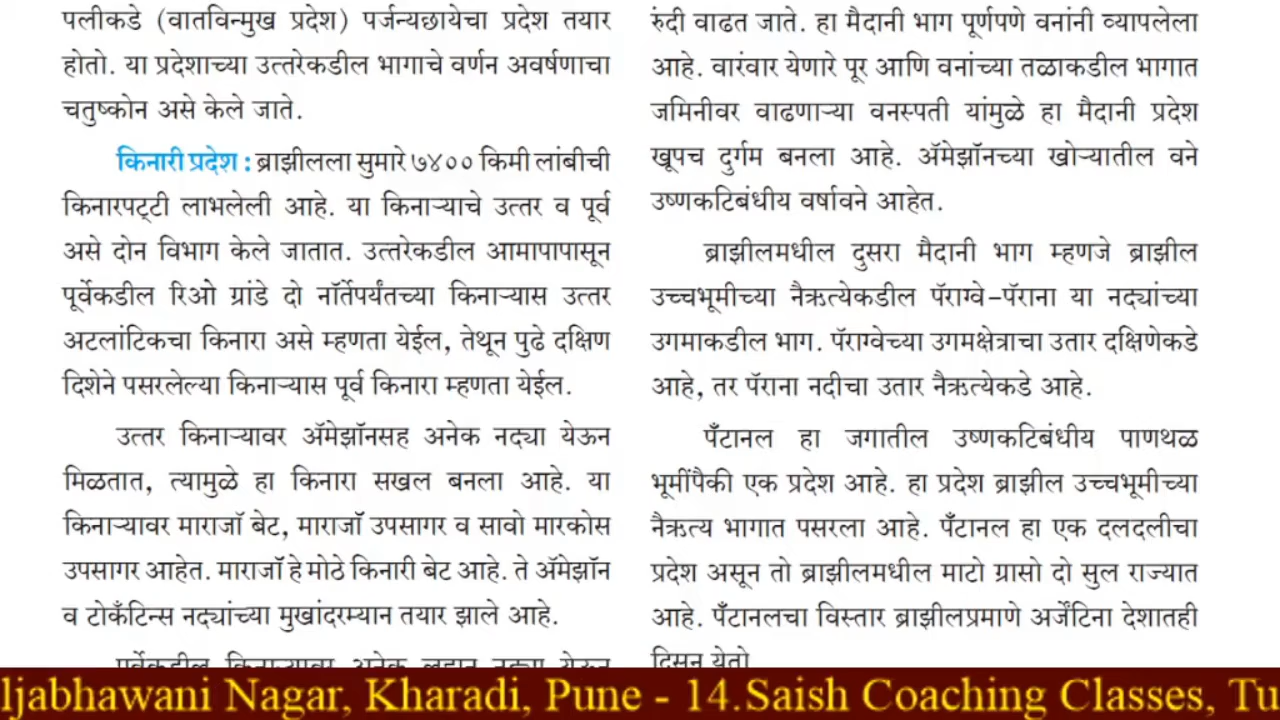 पलीकडे (वातविन्मुख प्रदेश) पर्जन्यछायेचा प्रदेश तयार
होतो. या प्रदेशाच्या उत्तरेकडील भागाचे वर्णन अवर्षणाचा
चतुष्कोन असे केले जाते.
किनारी प्रदेश : ब्राझीलला सुमारे ७४०० किमी लांबीची
किनारपट्टी लाभलेली आहे. या किनाऱ्याचे उत्तर व पूर्व
असे दोन विभाग केले जातात. उत्तरेकडील आमापापासून
पूर्वेकडील रिओ ग्रांडे दो नॉर्तेपर्यंतच्या किनाऱ्यास उत्तर
अटलांटिकचा किनारा असे म्हणता येईल, तेथून पुढे दक्षिण
दिशेने पसरलेल्या किनाऱ्यास पूर्व किनारा म्हणता येईल.
उत्तर किनाऱ्यावर ॲमेझॉनसह अनेक नद्या येऊन
मिळतात, त्यामुळे हा किनारा सखल बनला आहे. या
किनाऱ्यावर माराजॉ बेट, माराजॉ उपसागर व सावो मारकोस
उपसागर आहेत. माराजॉ हे मोठे किनारी बेट आहे. ते ॲमेझॉन
व टोकँटिन्स नद्यांच्या मुखांदरम्यान तयार झाले आहे.
पूर्वेकडील किनाऱ्यावर अनेक लहान नद्या येऊन
रुंदी वाढत जाते. हा मैदानी भाग पूर्णपणे वनांनी व्यापलेला
आहे. वारंवार येणारे पूर आणि वनांच्या तळाकडील भागात
जमिनीवर वाढणाऱ्या वनस्पती यांमुळे हा मैदानी प्रदेश
खूपच दुर्गम बनला आहे. ॲमेझॉनच्या खोऱ्यातील वने
उष्णकटिबंधीय वर्षावने आहेत.
ब्राझीलमधील दुसरा मैदानी भाग म्हणजे ब्राझील
उच्चभूमीच्या नैऋत्येकडील पॅराग्वे-पॅराना या नद्यांच्या
उगमाकडील भाग. पॅराग्वेच्या उगमक्षेत्राचा उतार दक्षिणेकडे
आहे, तर पॅराना नदीचा उतार नैऋत्येकडे आहे.
पँटानल हा जगातील उष्णकटिबंधीय पाणथळ
भूमींपैकी एक प्रदेश आहे. हा प्रदेश ब्राझील उच्चभूमीच्या
नैऋत्य भागात पसरला आहे. पँटानल हा एक दलदलीचा
प्रदेश असून तो ब्राझीलमधील माटो ग्रासो दो सुल राज्यात
आहे. पँटानलचा विस्तार ब्राझीलप्रमाणे अर्जेंटिना देशातही
दिसून येतो
ljabhawani Nagar, Kharadi, Pune - 14.Saish Coaching Classes, Tu